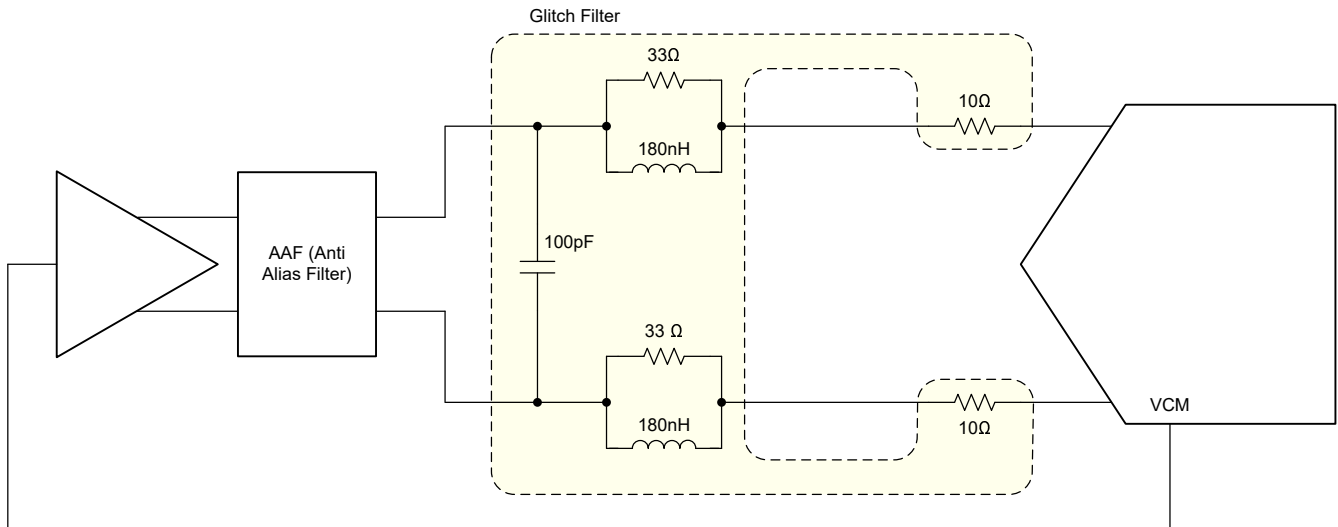 Glitch Filter
33Ω
10Ω
180nH
AAF (Anti
Alias Filter)
100pF
33 Ω
180nH
10Ω
VCM